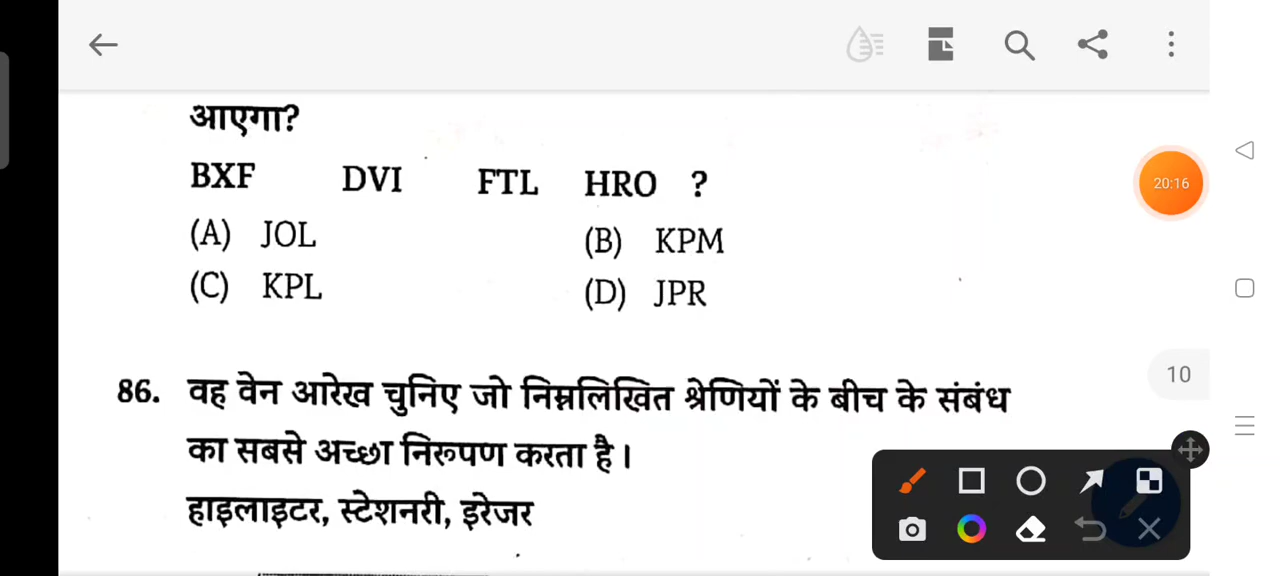 आएगा?
BXF DVI FTL HRO ?
(A) JOL (B) KPM
(C) KPL (D) JPR
86. वह वेन आरेख चुनिए जो निम्नलिखित श्रेणियों के बीच के संबंध
का सबसे अच्छा निरूपण करता है।
हाइलाइटर, स्टेशनरी, इरेजर
20:16
10